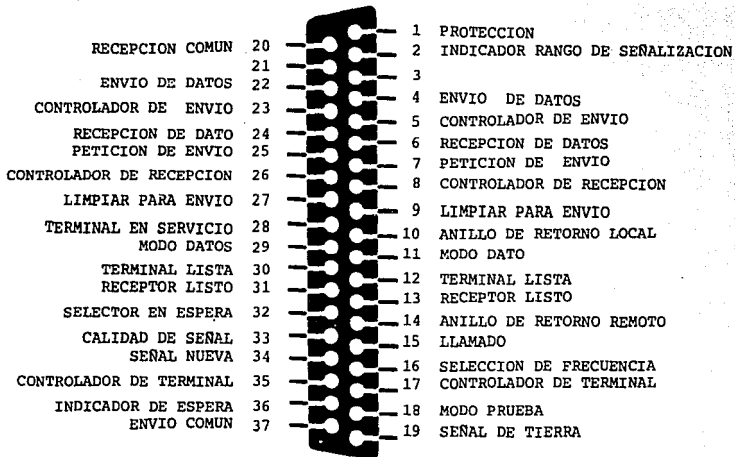 RECEPCION COMUN 20
21
ENVIO DE DATOS 22
CONTROLADOR DE ENVIO 23
RECEPCION DE DATO 24
PETICION DE ENVIO 25
CONTROLADOR DE RECEPCION 26
LIMPIAR PARA ENVIO 27
TERMINAL EN SERVICIO 28
MODO DATOS 29
TERMINAL LISTA 30
RECEPTOR LISTO 31
SELECTOR EN ESPERA 32
CALIDAD DE SEÑAL 33
SEÑAL NUEVA 34
CONTROLADOR DE TERMINAL 35
INDICADOR DE ESPERA 36
ENVIO COMUN 37
1 PROTECCION
2 INDICADOR RANGO DE SEÑALIZACION
3
4 ENVIO DE DATOS
5 CONTROLADOR DE ENVIO
6 RECEPCION DE DATOS
7 PETICION DE ENVIO
8 CONTROLADOR DE RECEPCION
9 LIMPIAR PARA ENVIO
10 ANILLO DE RETORNO LOCAL
11 MODO DATO
12 TERMINAL LISTA
13 RECEPTOR LISTO
14 ANILLO DE RETORNO REMOTO
15 LLAMADO
16 SELECCION DE FRECUENCIA
17 CONTROLADOR DE TERMINAL
18 MODO PRUEBA
19 SEÑAL DE TIERRA